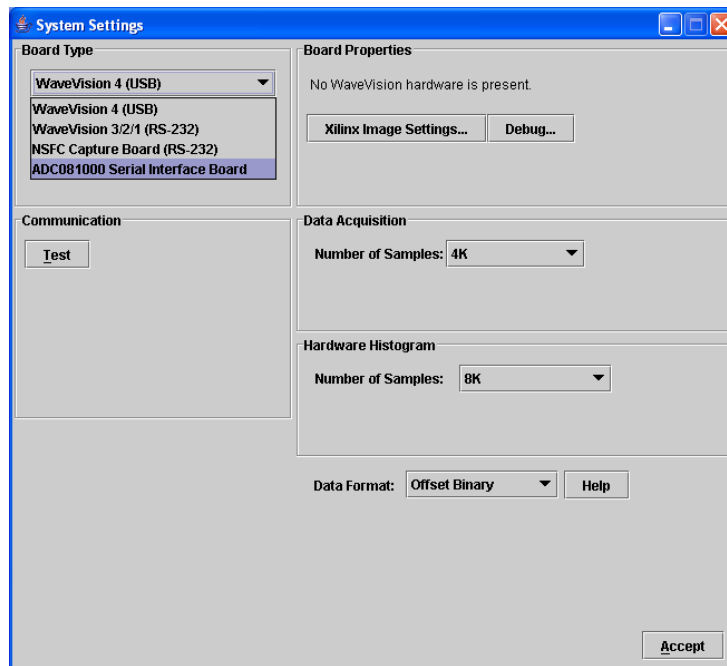 System Settings
Board Type
WaveVision 4 (USB)
WaveVision 4 (USB)
WaveVision 3/2/1 (RS-232)
NSFC Capture Board (RS-232)
ADC081000 Serial Interface Board
Board Properties
No WaveVision hardware is present.
Xilinx Image Settings... Debug...
Communication
Test
Data Acquisition
Number of Samples: 4K
Hardware Histogram
Number of Samples: 8K
Data Format: Offset Binary Help
Accept